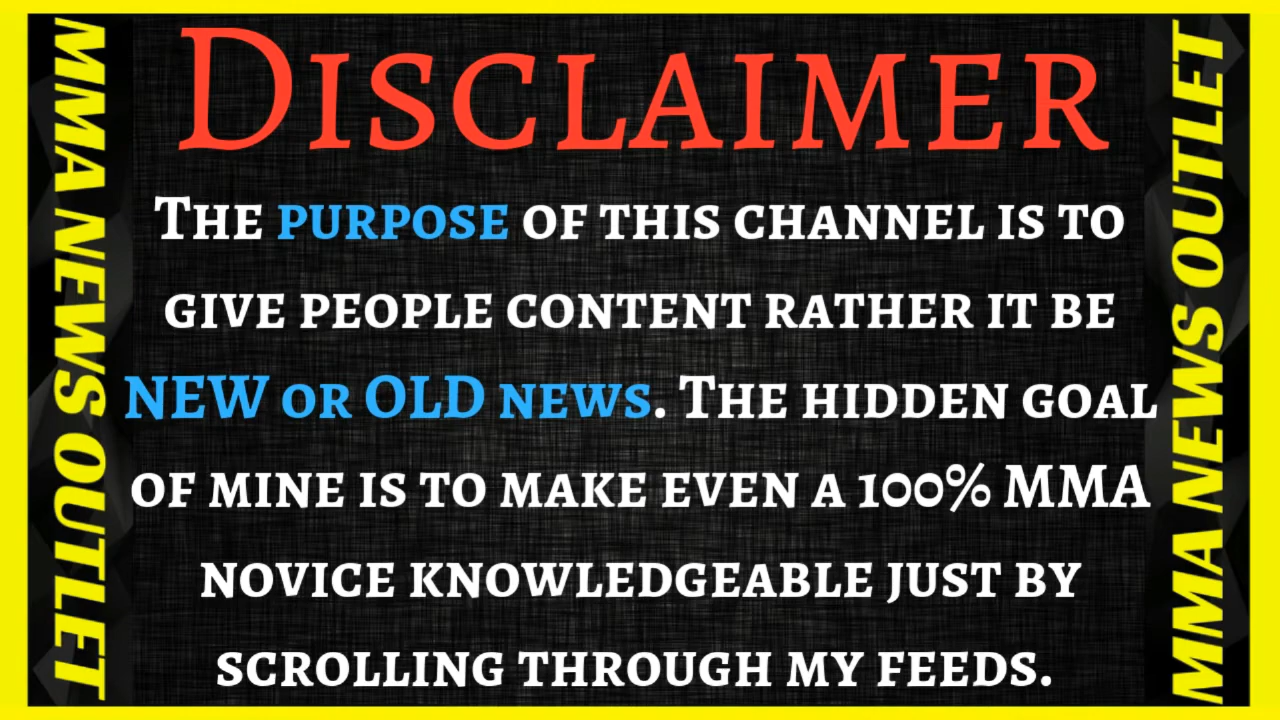 DISCLAIMER
THE PURPOSE OF THIS CHANNEL IS TO
GIVE PEOPLE CONTENT RATHER IT BE
NEW OR OLD NEWS. THE HIDDEN GOAL
OF MINE IS TO MAKE EVEN A 100% MMA
NOVICE KNOWLEDGEABLE JUST BY
SCROLLING THROUGH MY FEEDS.
MMA NEWS OUTLET
MMA NEWS OUTLET